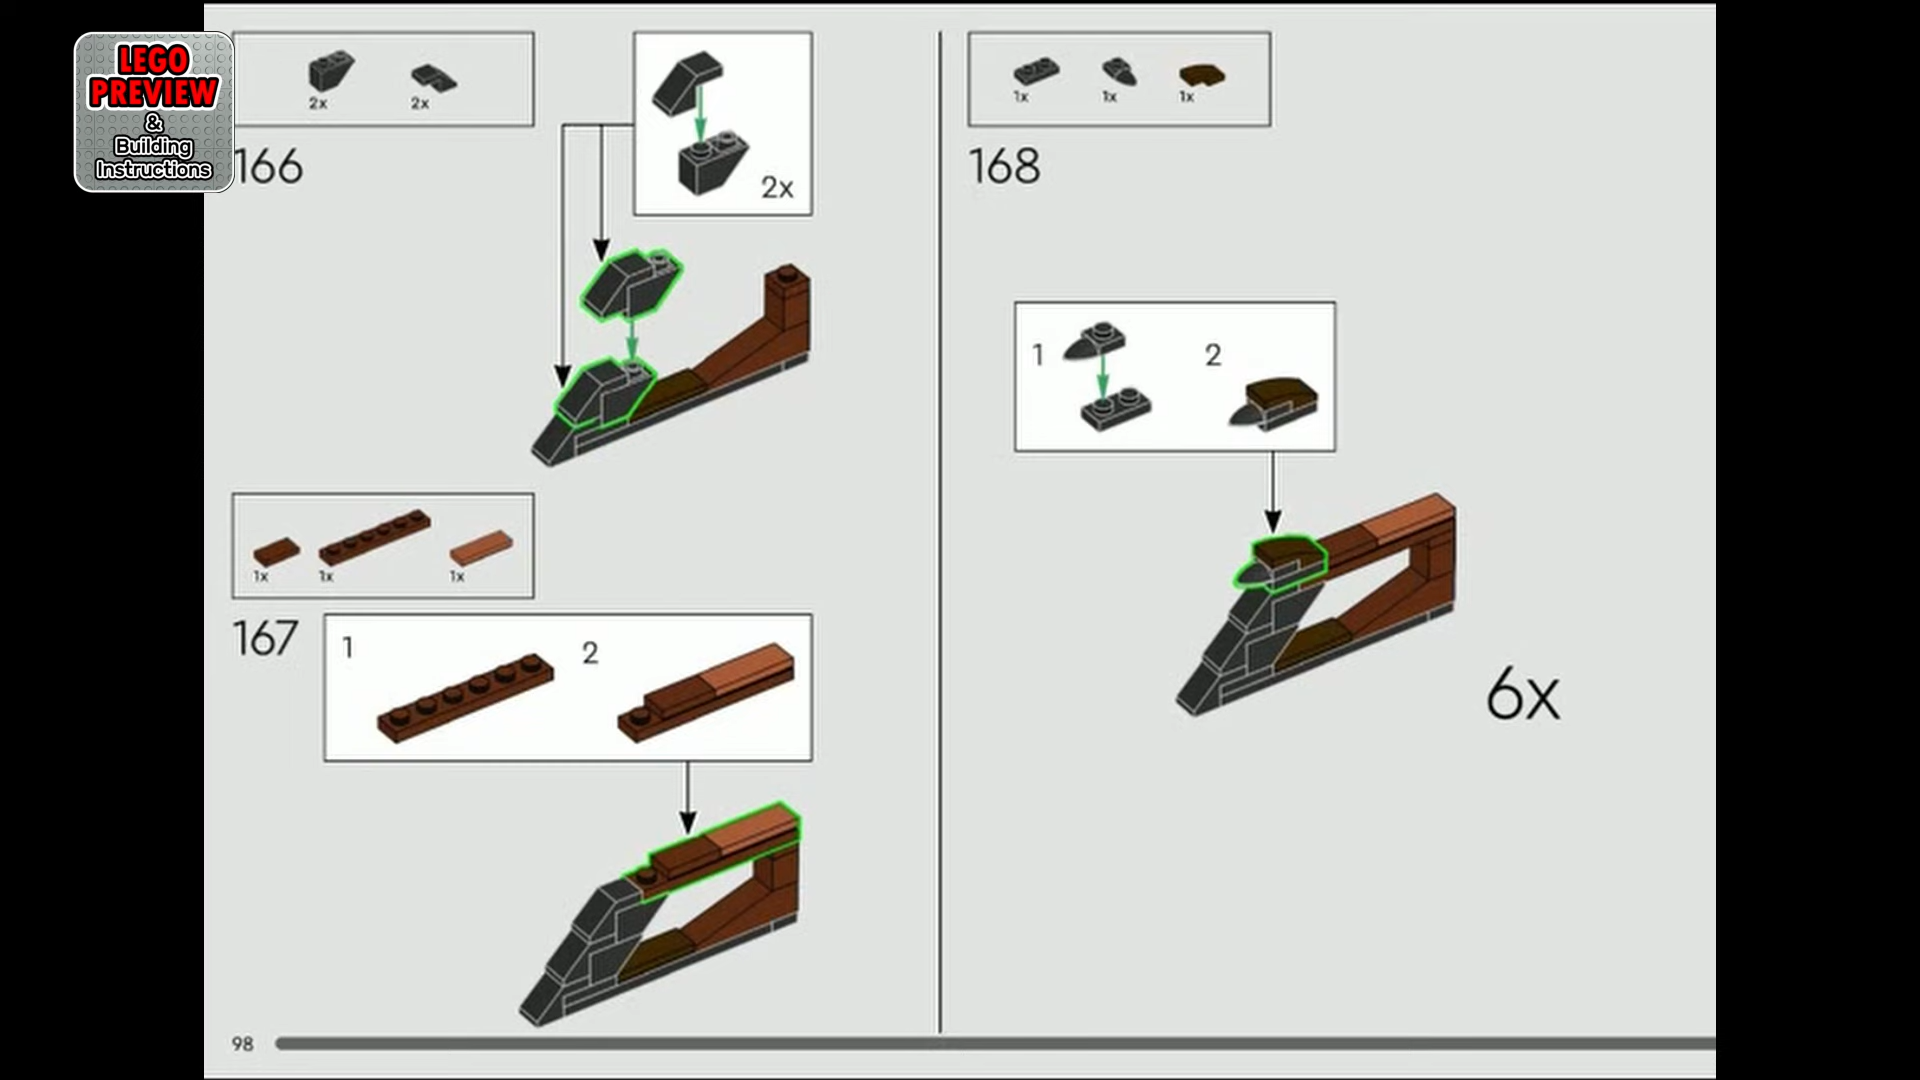 LEGO
PREVIEW
&
Building
Instructions
2x
2x
166
2x
1x
1x
1x
167
1
2
1x
1x
1x
168
1
2
6x
98